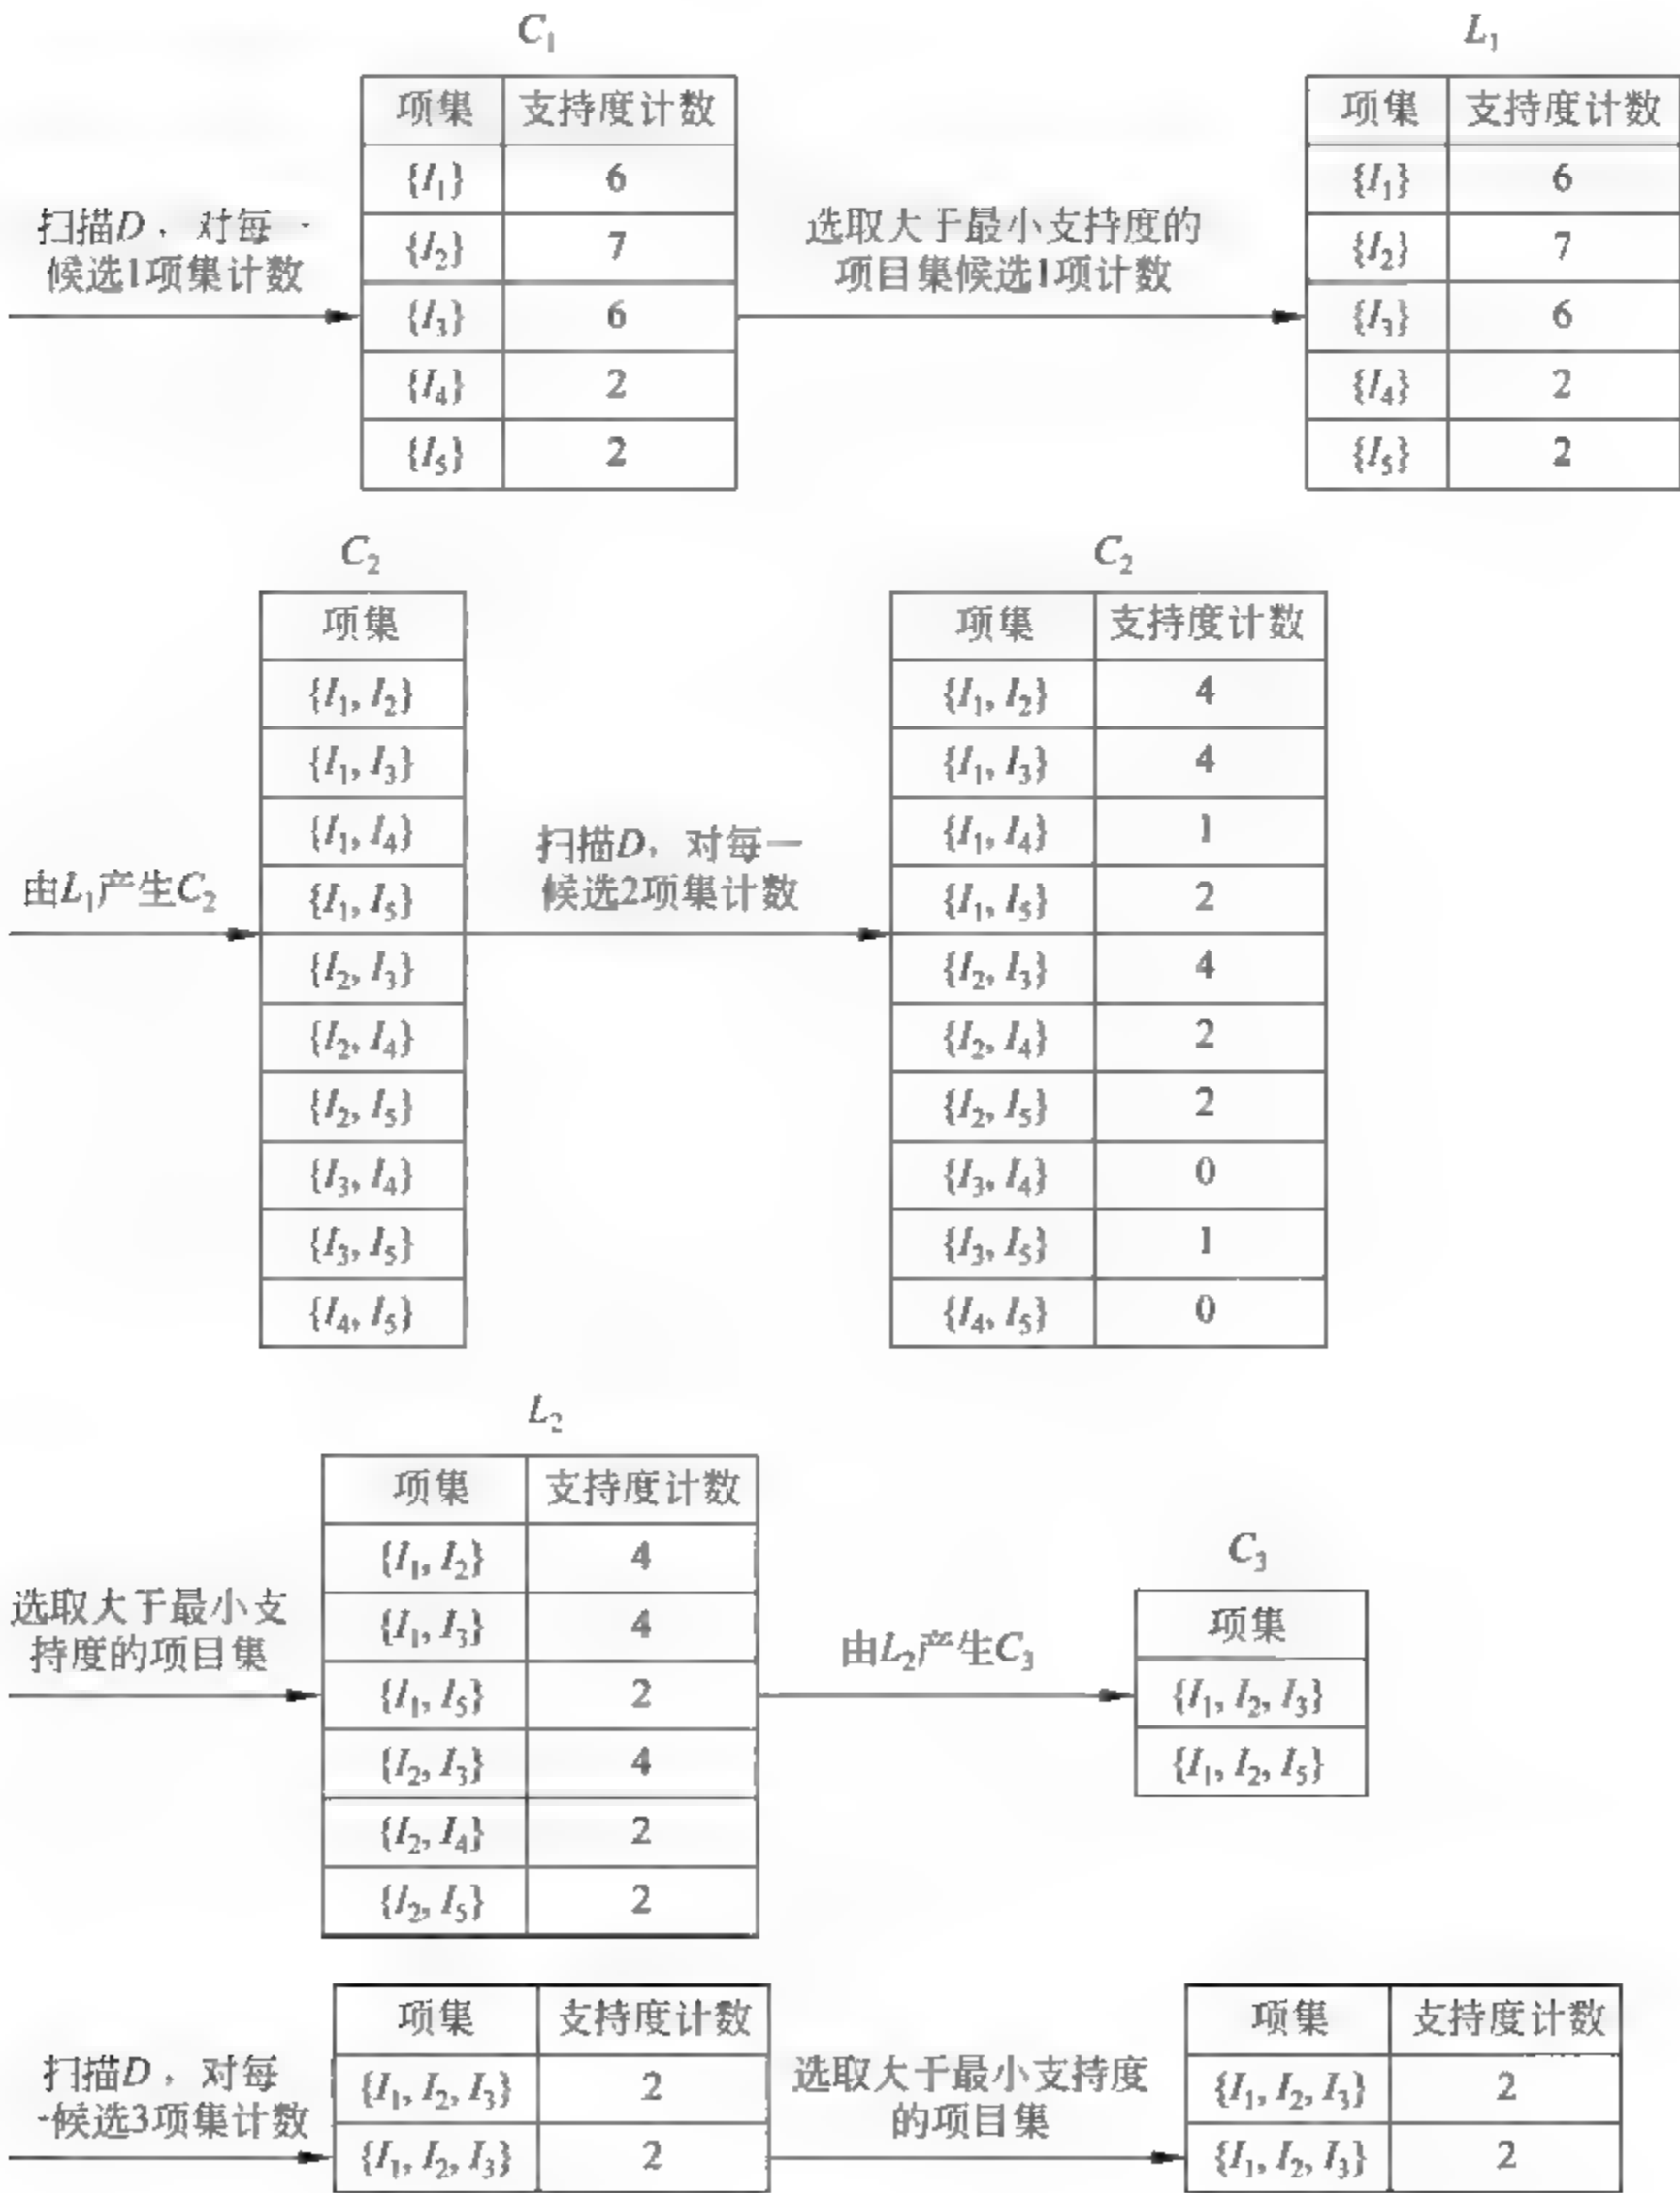 C₁
项集 支持度计数
{I₁} 6
{I₂} 7
{I₃} 6
{I₄} 2
{I₅} 2
扫描D，对每一
候选1项集计数
选取大于最小支持度的
项目集候选1项计数
L₁
项集 支持度计数
{I₁} 6
{I₂} 7
{I₃} 6
{I₄} 2
{I₅} 2
由L₁产生C₂
C₂
项集
{I₁, I₂}
{I₁, I₃}
{I₁, I₄}
{I₁, I₅}
{I₂, I₃}
{I₂, I₄}
{I₂, I₅}
{I₃, I₄}
{I₃, I₅}
{I₄, I₅}
扫描D，对每一
候选2项集计数
C₂
项集 支持度计数
{I₁, I₂} 4
{I₁, I₃} 4
{I₁, I₄} 1
{I₁, I₅} 2
{I₂, I₃} 4
{I₂, I₄} 2
{I₂, I₅} 2
{I₃, I₄} 0
{I₃, I₅} 1
{I₄, I₅} 0
选取大于最小支
持度的项目集
L₂
项集 支持度计数
{I₁, I₂} 4
{I₁, I₃} 4
{I₁, I₅} 2
{I₂, I₃} 4
{I₂, I₄} 2
{I₂, I₅} 2
由L₂产生C₃
C₃
项集
{I₁, I₂, I₃}
{I₁, I₂, I₅}
扫描D，对每
一候选3项集计数
项集 支持度计数
{I₁, I₂, I₃} 2
{I₁, I₂, I₃} 2
选取大于最小支持度
的项目集
项集 支持度计数
{I₁, I₂, I₃} 2
{I₁, I₂, I₃} 2